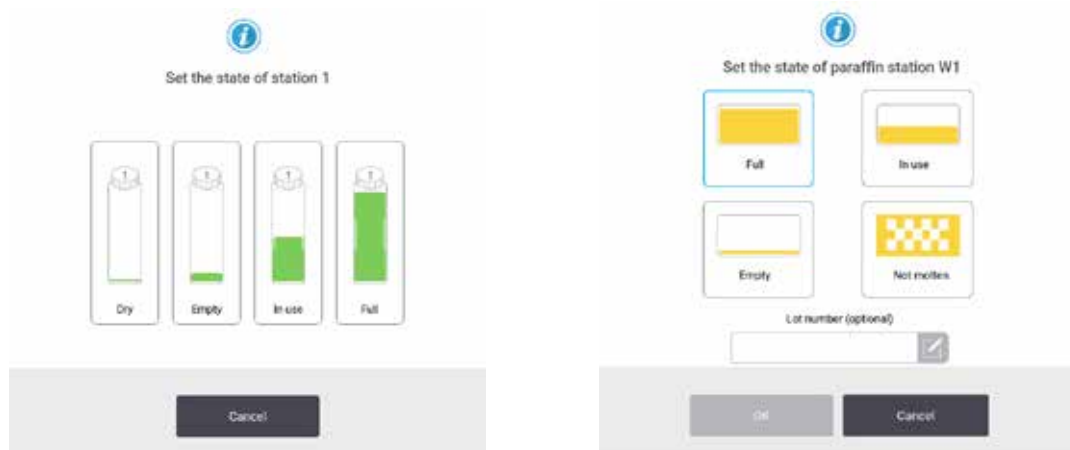 Set the state of station 1
1 1 1 1
Dry Empty In use Full
Cancel
Set the state of paraffin station W1
Full In use
Empty Not molten
Lot number (optional)
OK Cancel